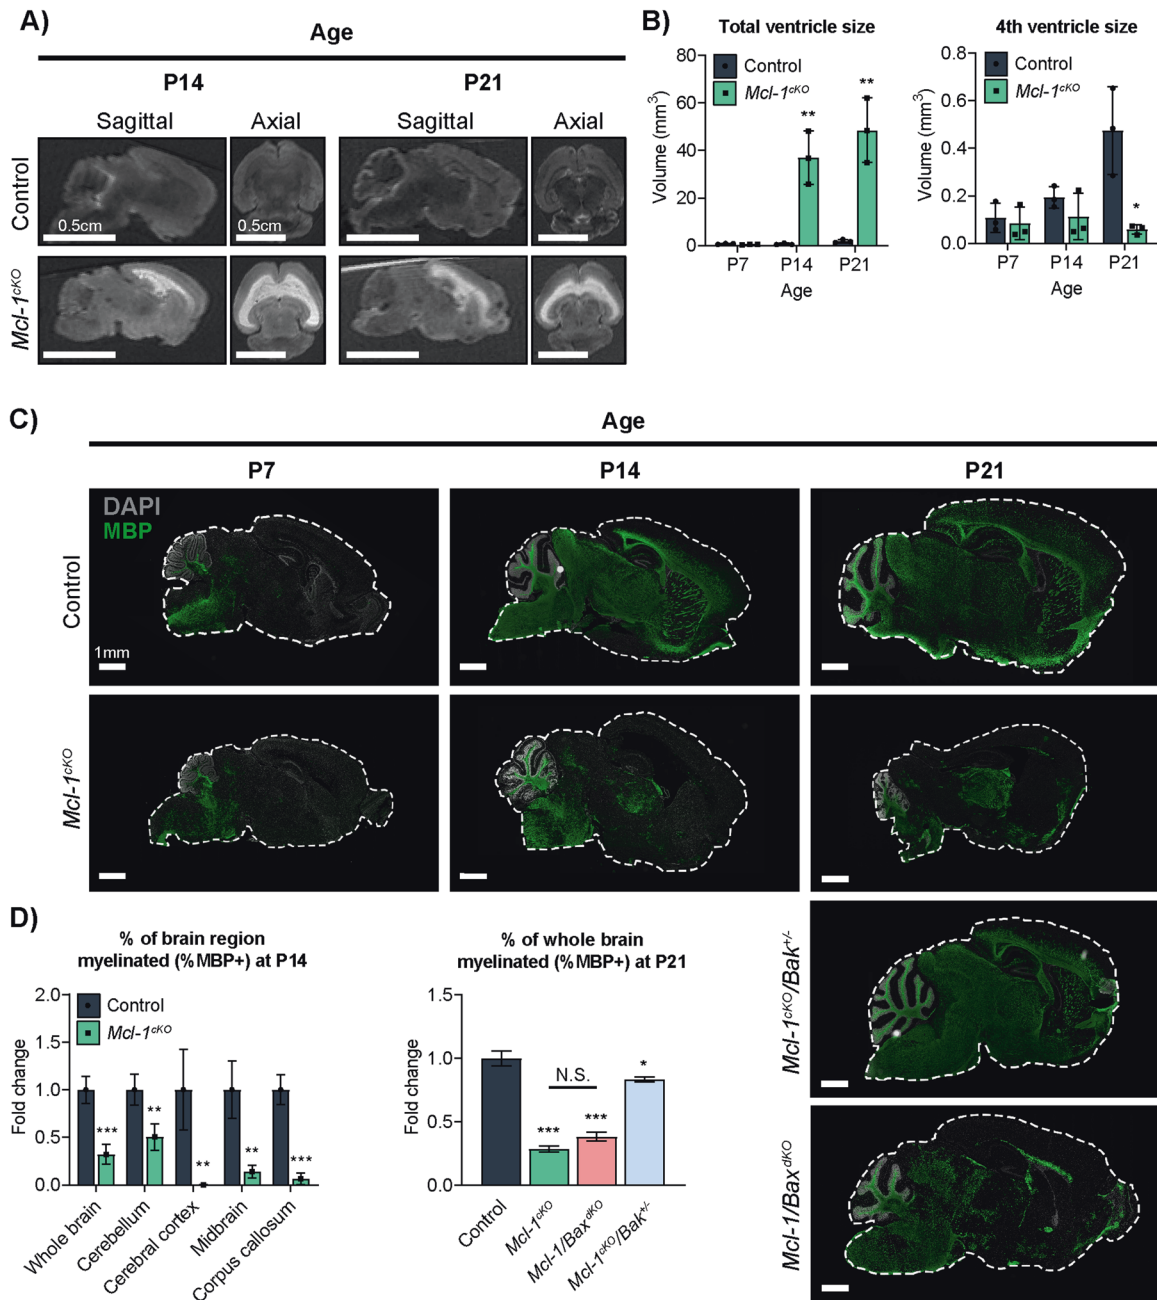 A)
Age
P14
P21
Sagittal
Axial
Sagittal
Axial
Control
0.5cm
0.5cm
Mcl-1cKO
B)
Total ventricle size
Volume (mm3)
80
60
40
20
0
Control
Mcl-1cKO
**
**
P7
P14
P21
Age
4th ventricle size
Volume (mm3)
0.8
0.6
0.4
0.2
0.0
Control
Mcl-1cKO
*
P7
P14
P21
Age
C)
Age
P7
P14
P21
Control
DAPI
MBP
1mm
Mcl-1cKO
Mcl-1cKO/Bak+/-
Mcl-1/BaxdKO
D)
% of brain region
myelinated (%MBP+) at P14
Fold change
2.0
1.5
1.0
0.5
0.0
Control
Mcl-1cKO
***
**
**
**
***
Whole brain
Cerebellum
Cerebral cortex
Midbrain
Corpus callosum
% of whole brain
myelinated (%MBP+) at P21
Fold change
1.5
1.0
0.5
0.0
N.S.
***
***
*
Control
Mcl-1cKO
Mcl-1/BaxdKO
Mcl-1cKO/Bak+/-